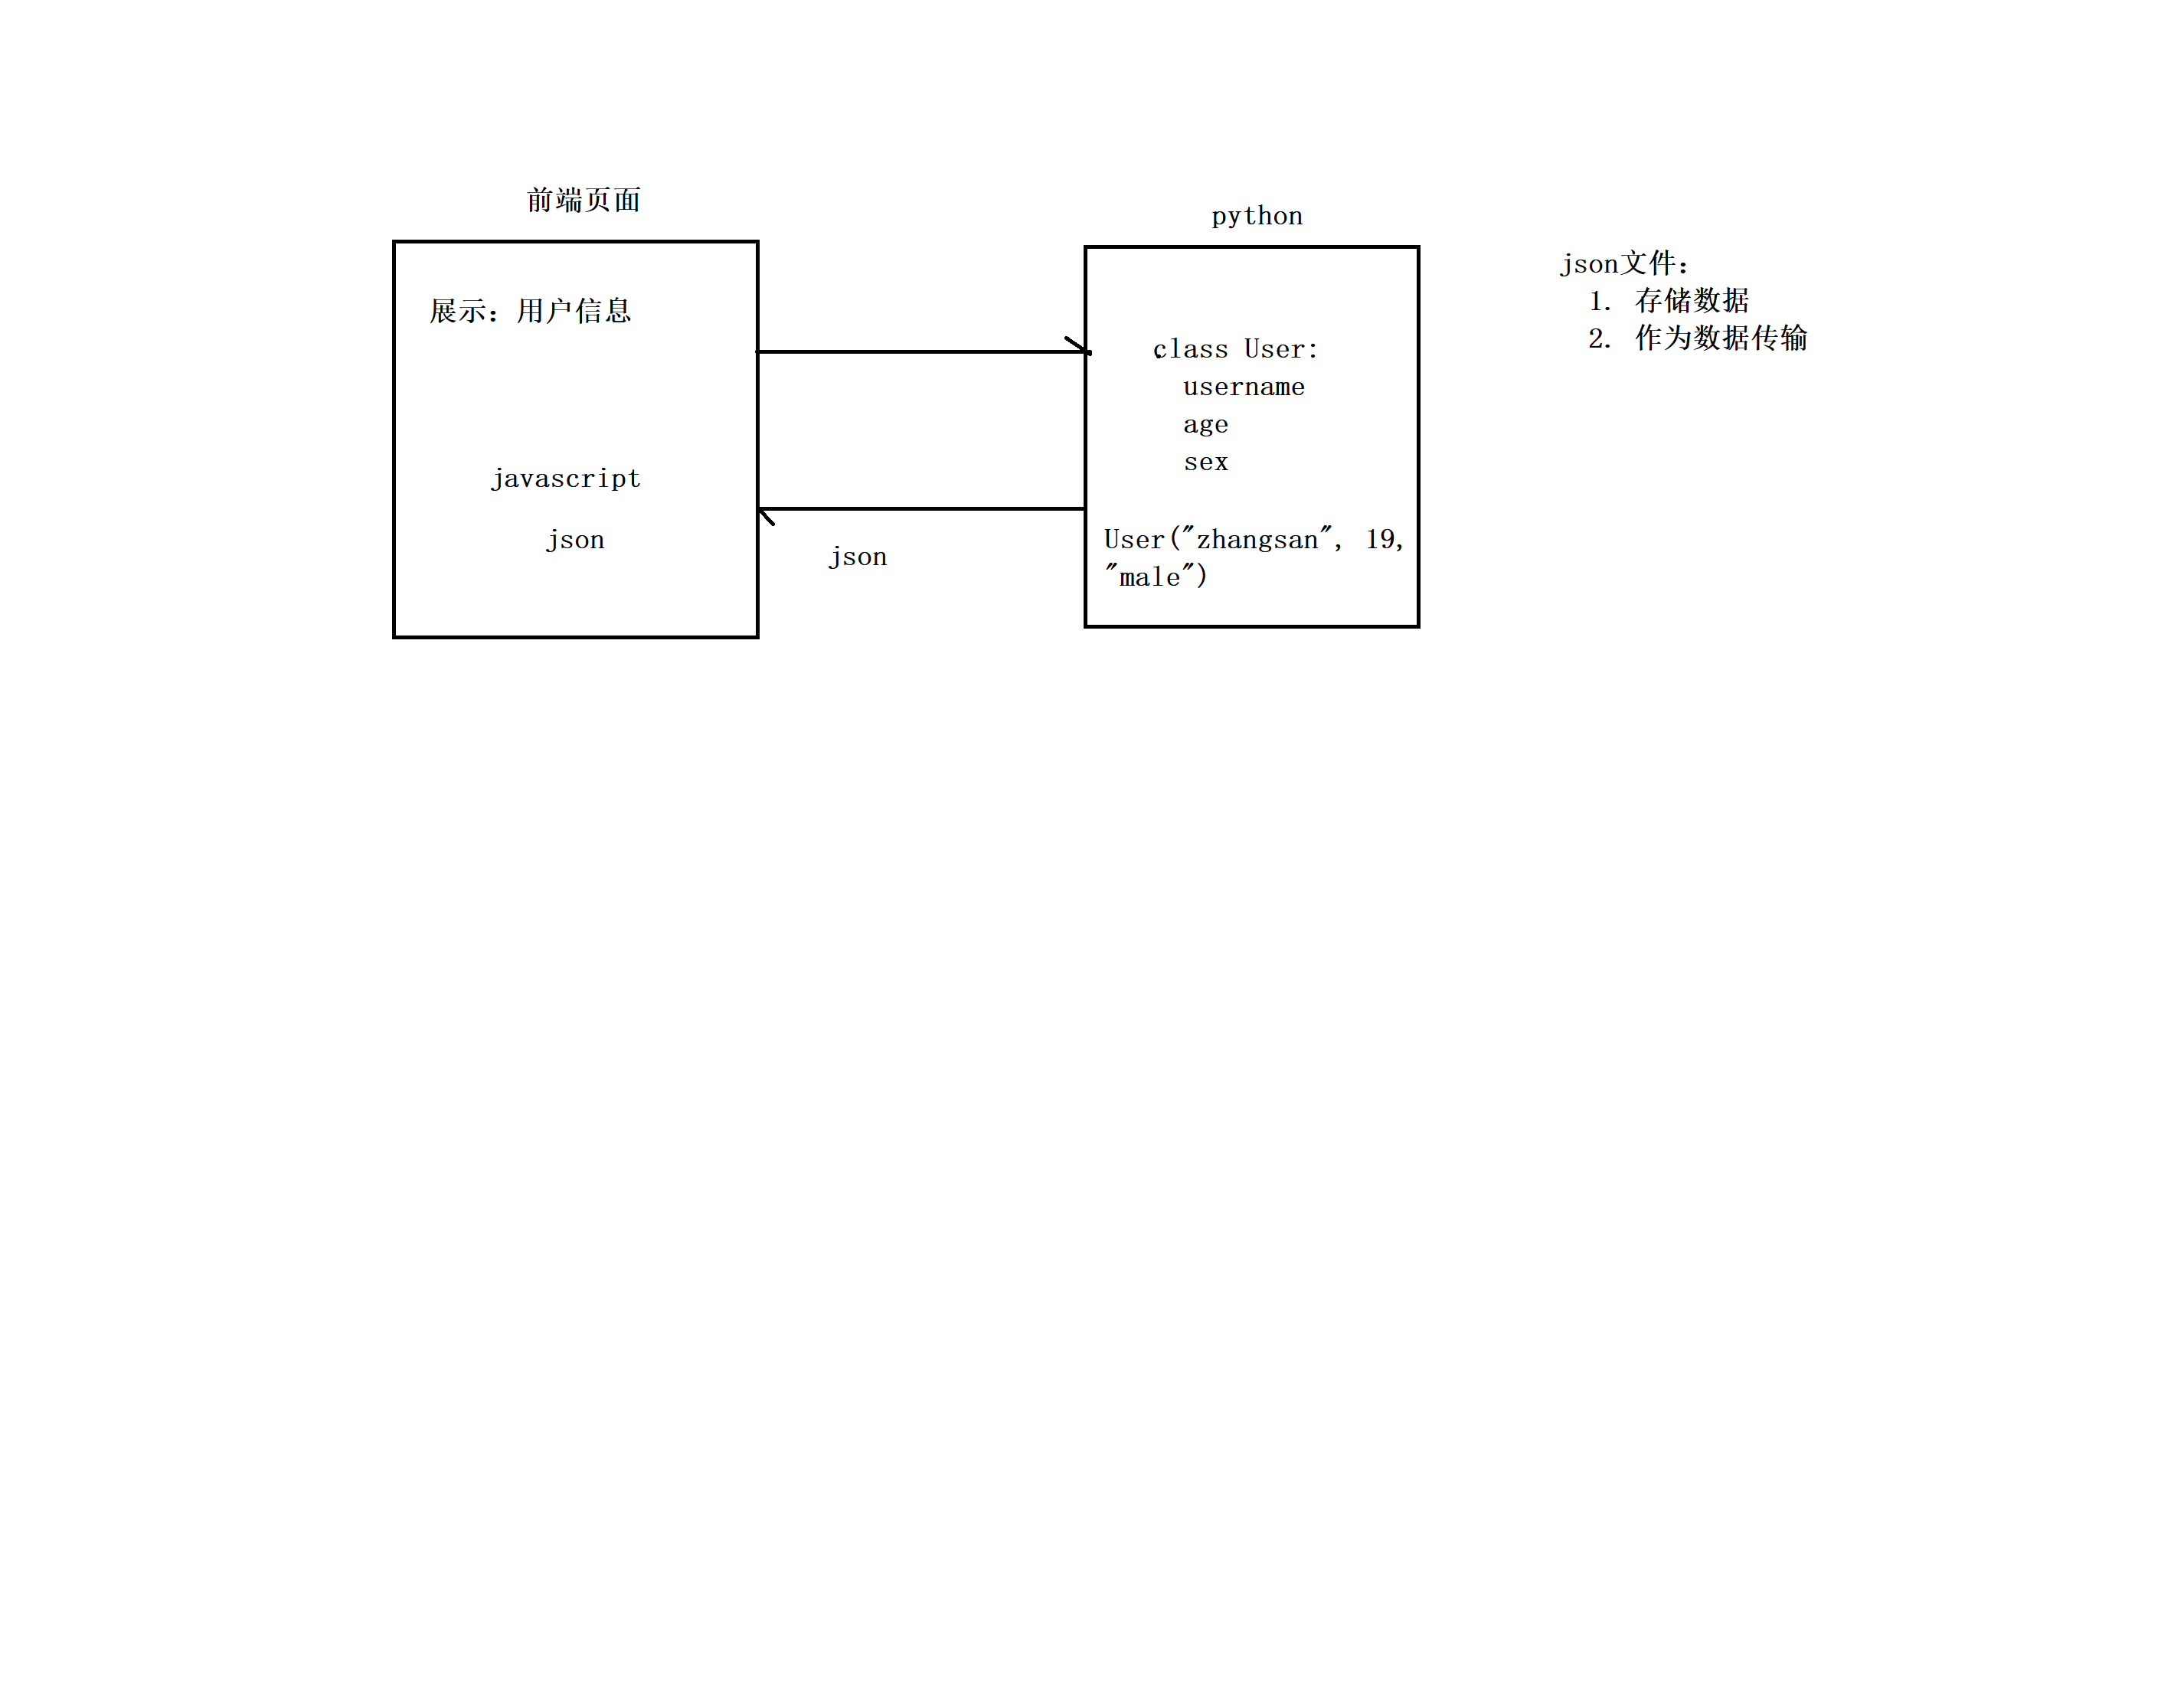 前端页面
展示：用户信息
javascript
json
json
python
class User:
username
age
sex
User("zhangsan", 19,
"male")
json文件：
1. 存储数据
2. 作为数据传输